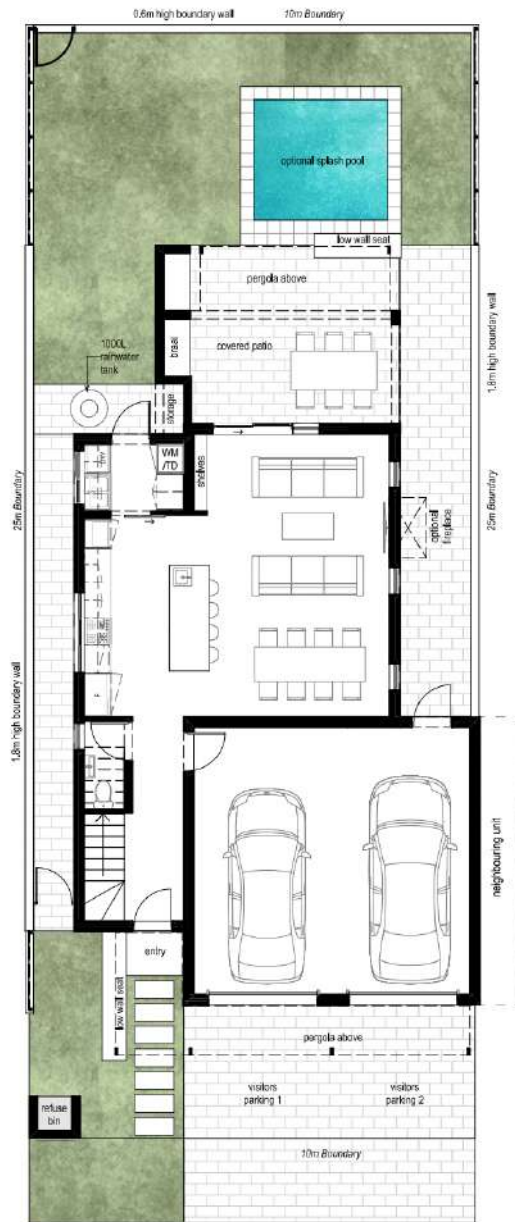 0.6m high boundary wall
10m Boundary
optional splash pool
low wall seat
pergola above
1.8m high boundary wall
1000L
rainwater
tank
braai
covered patio
storage
WM
/TD
shelves
optional
fireplace
25m Boundary
25m Boundary
1.8m high boundary wall
neighbouring unit
entry
low wall seat
pergola above
visitors
parking 1
visitors
parking 2
refuse
bin
10m Boundary